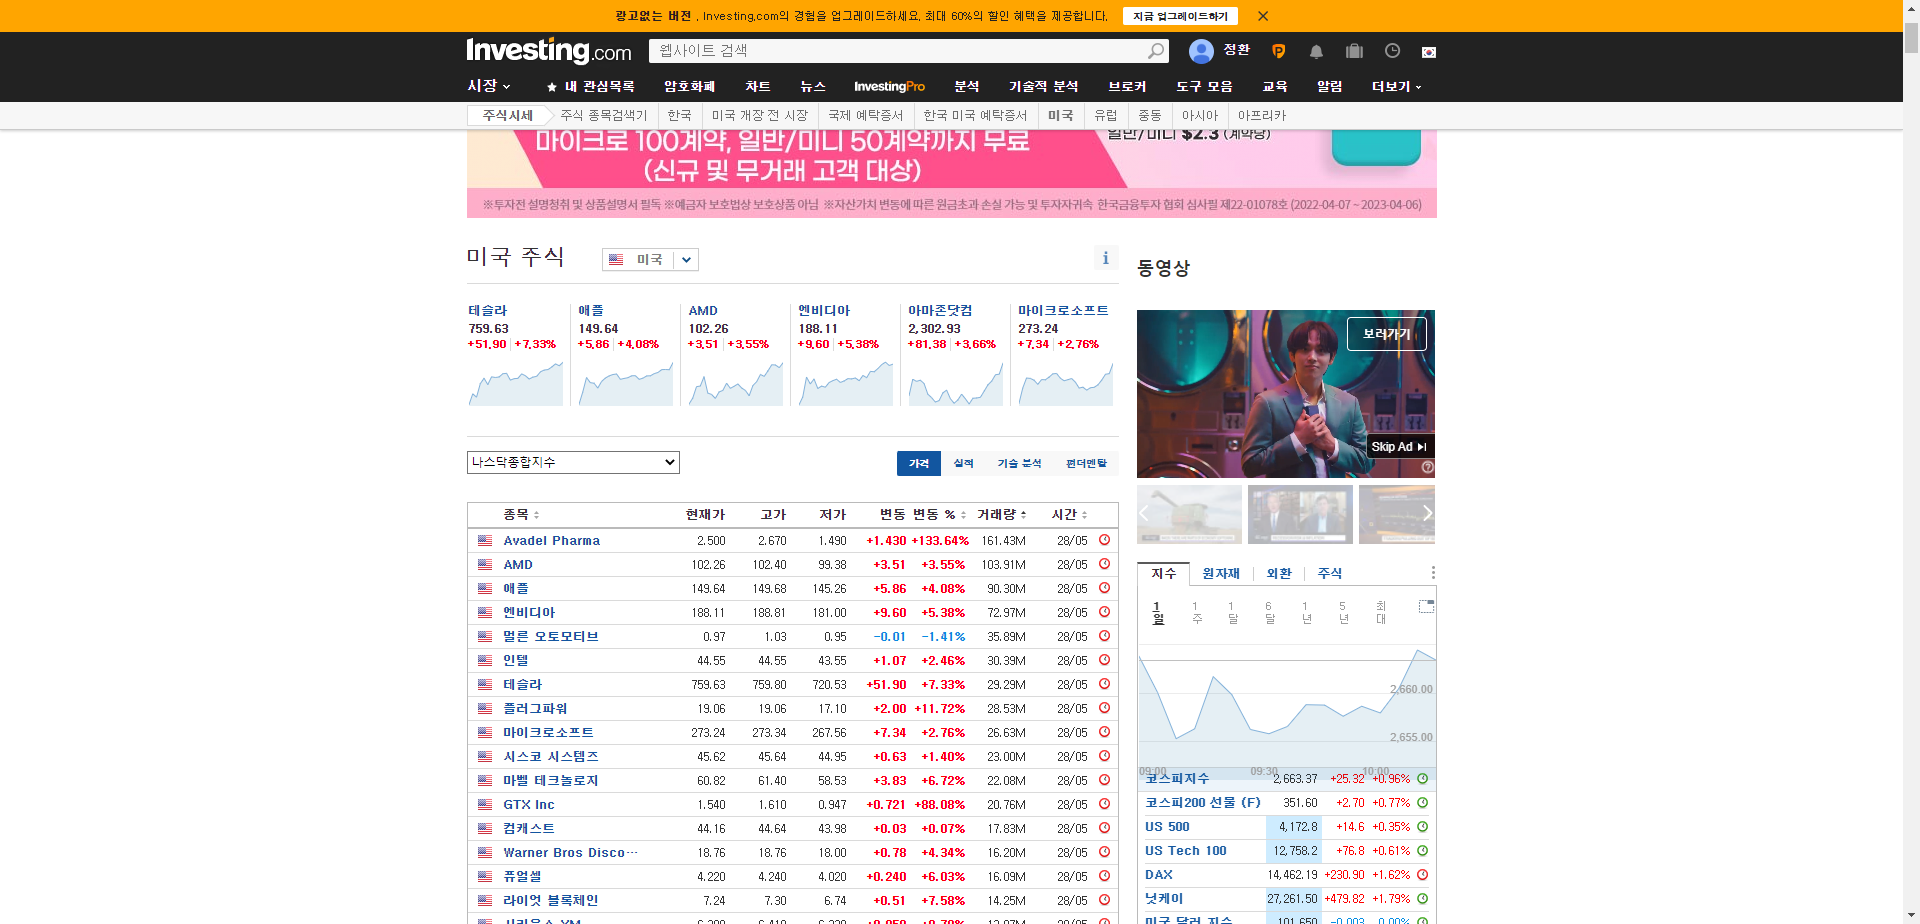 광고없는 버전 . Investing.com의 경험을 업그레이드하세요. 최대 60%의 할인 혜택을 제공합니다. 지금 업그레이드하기
Investing.com 웹사이트 검색 정환
시장 내 관심목록 암호화폐 차트 뉴스 InvestingPro 분석 기술적 분석 브로커 도구 모음 교육 알림 더보기
주식시세 주식 종목검색기 한국 미국 개장 전 시장 국제 예탁증서 한국 미국 예탁증서 미국 유럽 중동 아시아 아프리카
마이크로 100계약, 일반/미니 50계약까지 무료 일반/미니 $2.3 (계약당)
(신규 및 무거래 고객 대상)
※투자전 설명청취 및 상품설명서 필독 ※예금자 보호법상 보호상품 아님 ※자산가치 변동에 따른 원금초과 손실 가능 및 투자자귀속 한국금융투자 협회 심사필 제22-01078호 (2022-04-07 ~ 2023-04-06)
미국 주식 미국
테슬라 애플 AMD 엔비디아 아마존닷컴 마이크로소프트
759.63 149.64 102.26 188.11 2,302.93 273.24
+51.90 +7.33% +5.86 +4.08% +3.51 +3.55% +9.60 +5.38% +81.38 +3.66% +7.34 +2.76%
나스닥종합지수 가격 실적 기술 분석 펀더멘탈
종목 현재가 고가 저가 변동 변동 % 거래량 시간
Avadel Pharma 2.500 2.670 1.490 +1.430 +133.64% 161.43M 28/05
AMD 102.26 102.40 99.38 +3.51 +3.55% 103.91M 28/05
애플 149.64 149.68 145.26 +5.86 +4.08% 90.30M 28/05
엔비디아 188.11 188.81 181.00 +9.60 +5.38% 72.97M 28/05
멀른 오토모티브 0.97 1.03 0.95 -0.01 -1.41% 35.89M 28/05
인텔 44.55 44.55 43.55 +1.07 +2.46% 30.39M 28/05
테슬라 759.63 759.80 720.53 +51.90 +7.33% 29.29M 28/05
플러그파워 19.06 19.06 17.10 +2.00 +11.72% 28.53M 28/05
마이크로소프트 273.24 273.34 267.56 +7.34 +2.76% 26.63M 28/05
시스코 시스템즈 45.62 45.64 44.95 +0.63 +1.40% 23.00M 28/05
마벨 테크놀로지 60.82 61.40 58.53 +3.83 +6.72% 22.08M 28/05
GTX Inc 1.540 1.610 0.947 +0.721 +88.08% 20.76M 28/05
컴캐스트 44.16 44.64 43.98 +0.03 +0.07% 17.83M 28/05
Warner Bros Disco... 18.76 18.76 18.00 +0.78 +4.34% 16.20M 28/05
퓨얼셀 4.220 4.240 4.020 +0.240 +6.03% 16.09M 28/05
라이엇 블록체인 7.24 7.30 6.74 +0.51 +7.58% 14.25M 28/05
동영상
보러가기
Skip Ad
지수 원자재 외환 주식
1일 1주 1달 6달 1년 5년 최대
2,660.00
2,655.00
09:00 09:30 10:00
코스피지수 2,663.37 +25.32 +0.96%
코스피200 선물 (F) 351.60 +2.70 +0.77%
US 500 4,172.8 +14.6 +0.35%
US Tech 100 12,758.2 +76.8 +0.61%
DAX 14,462.19 +230.90 +1.62%
닛케이 27,261.50 +479.82 +1.79%
미국 달러 지수 101.650 -0.003 0.00%